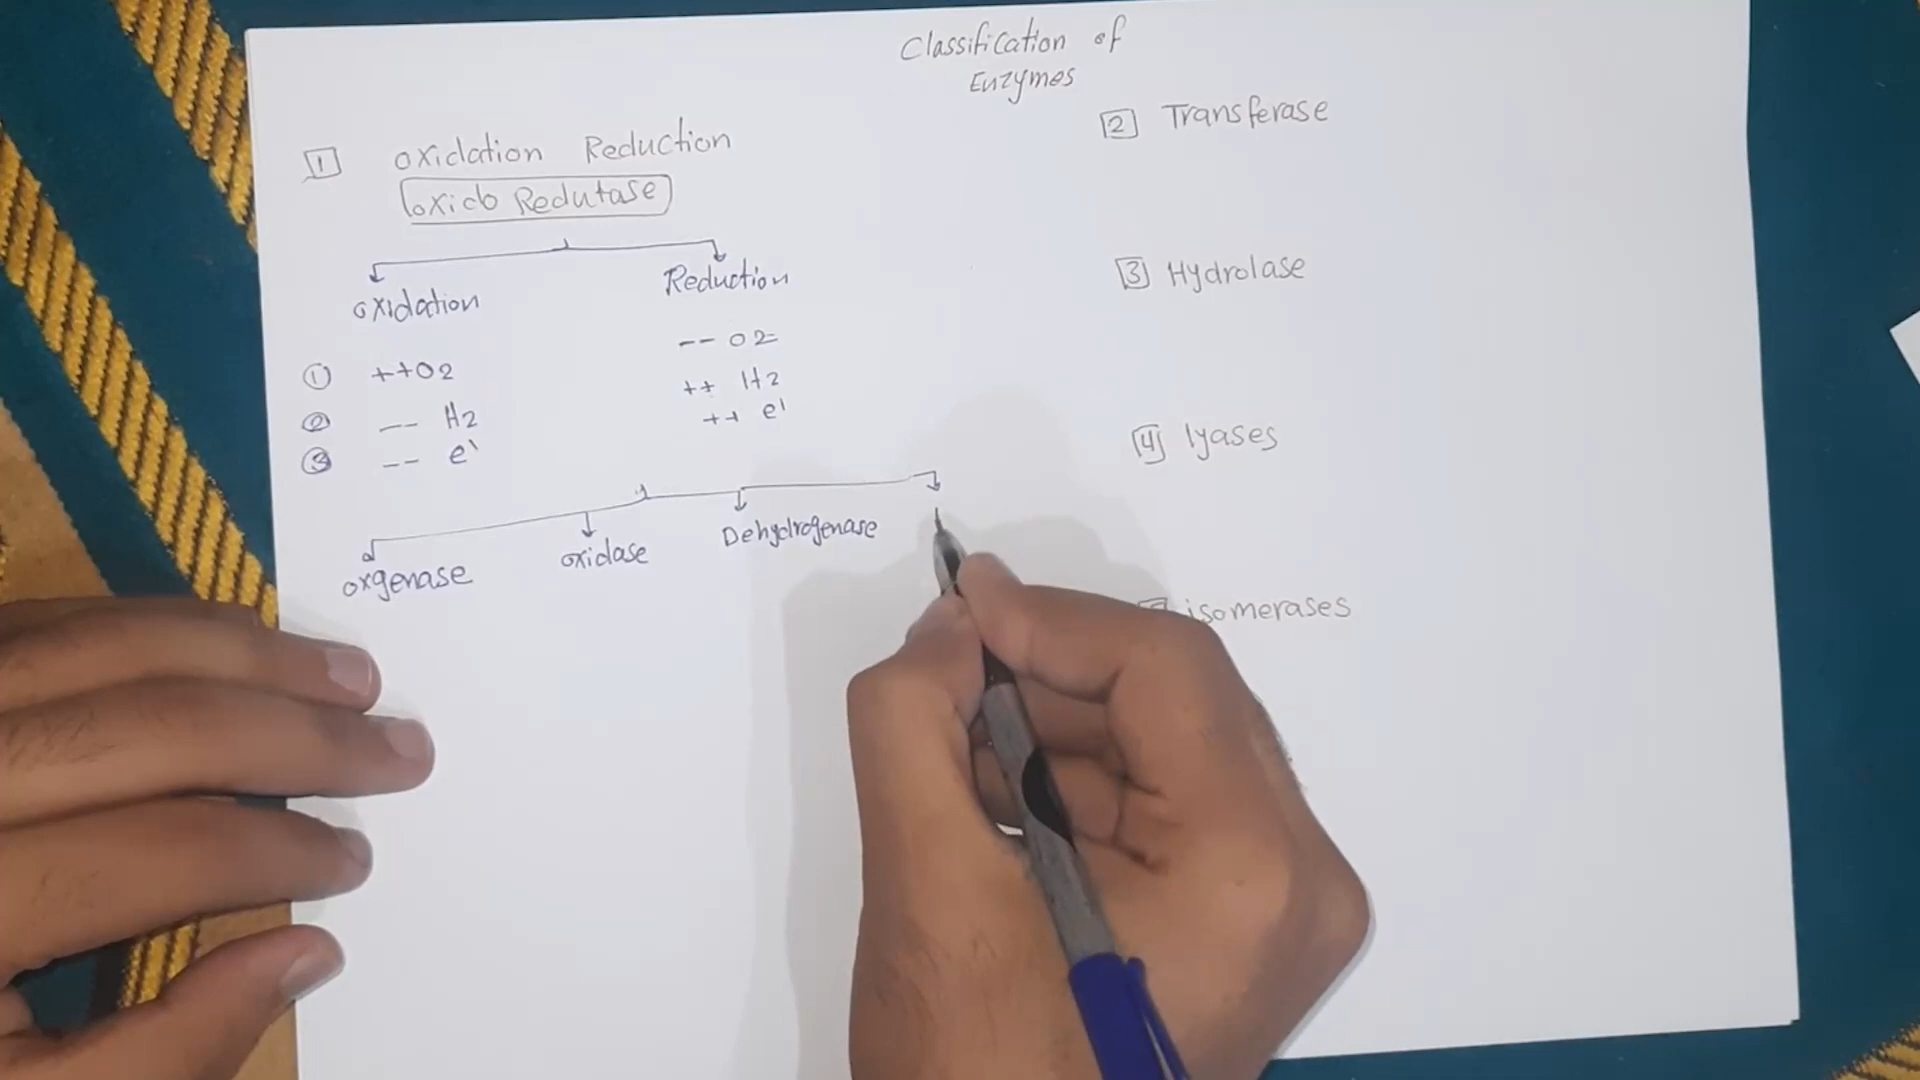 Classification of
Enzymes
1 oxidation Reduction
oxido Redutase
oxidation
Reduction
① ++O2
② -- H2
③ -- e'
-- O2
++ H2
++ e'
oxgenase
oxidase
Dehydrogenase
2 Transferase
3 Hydrolase
4 lyases
isomerases